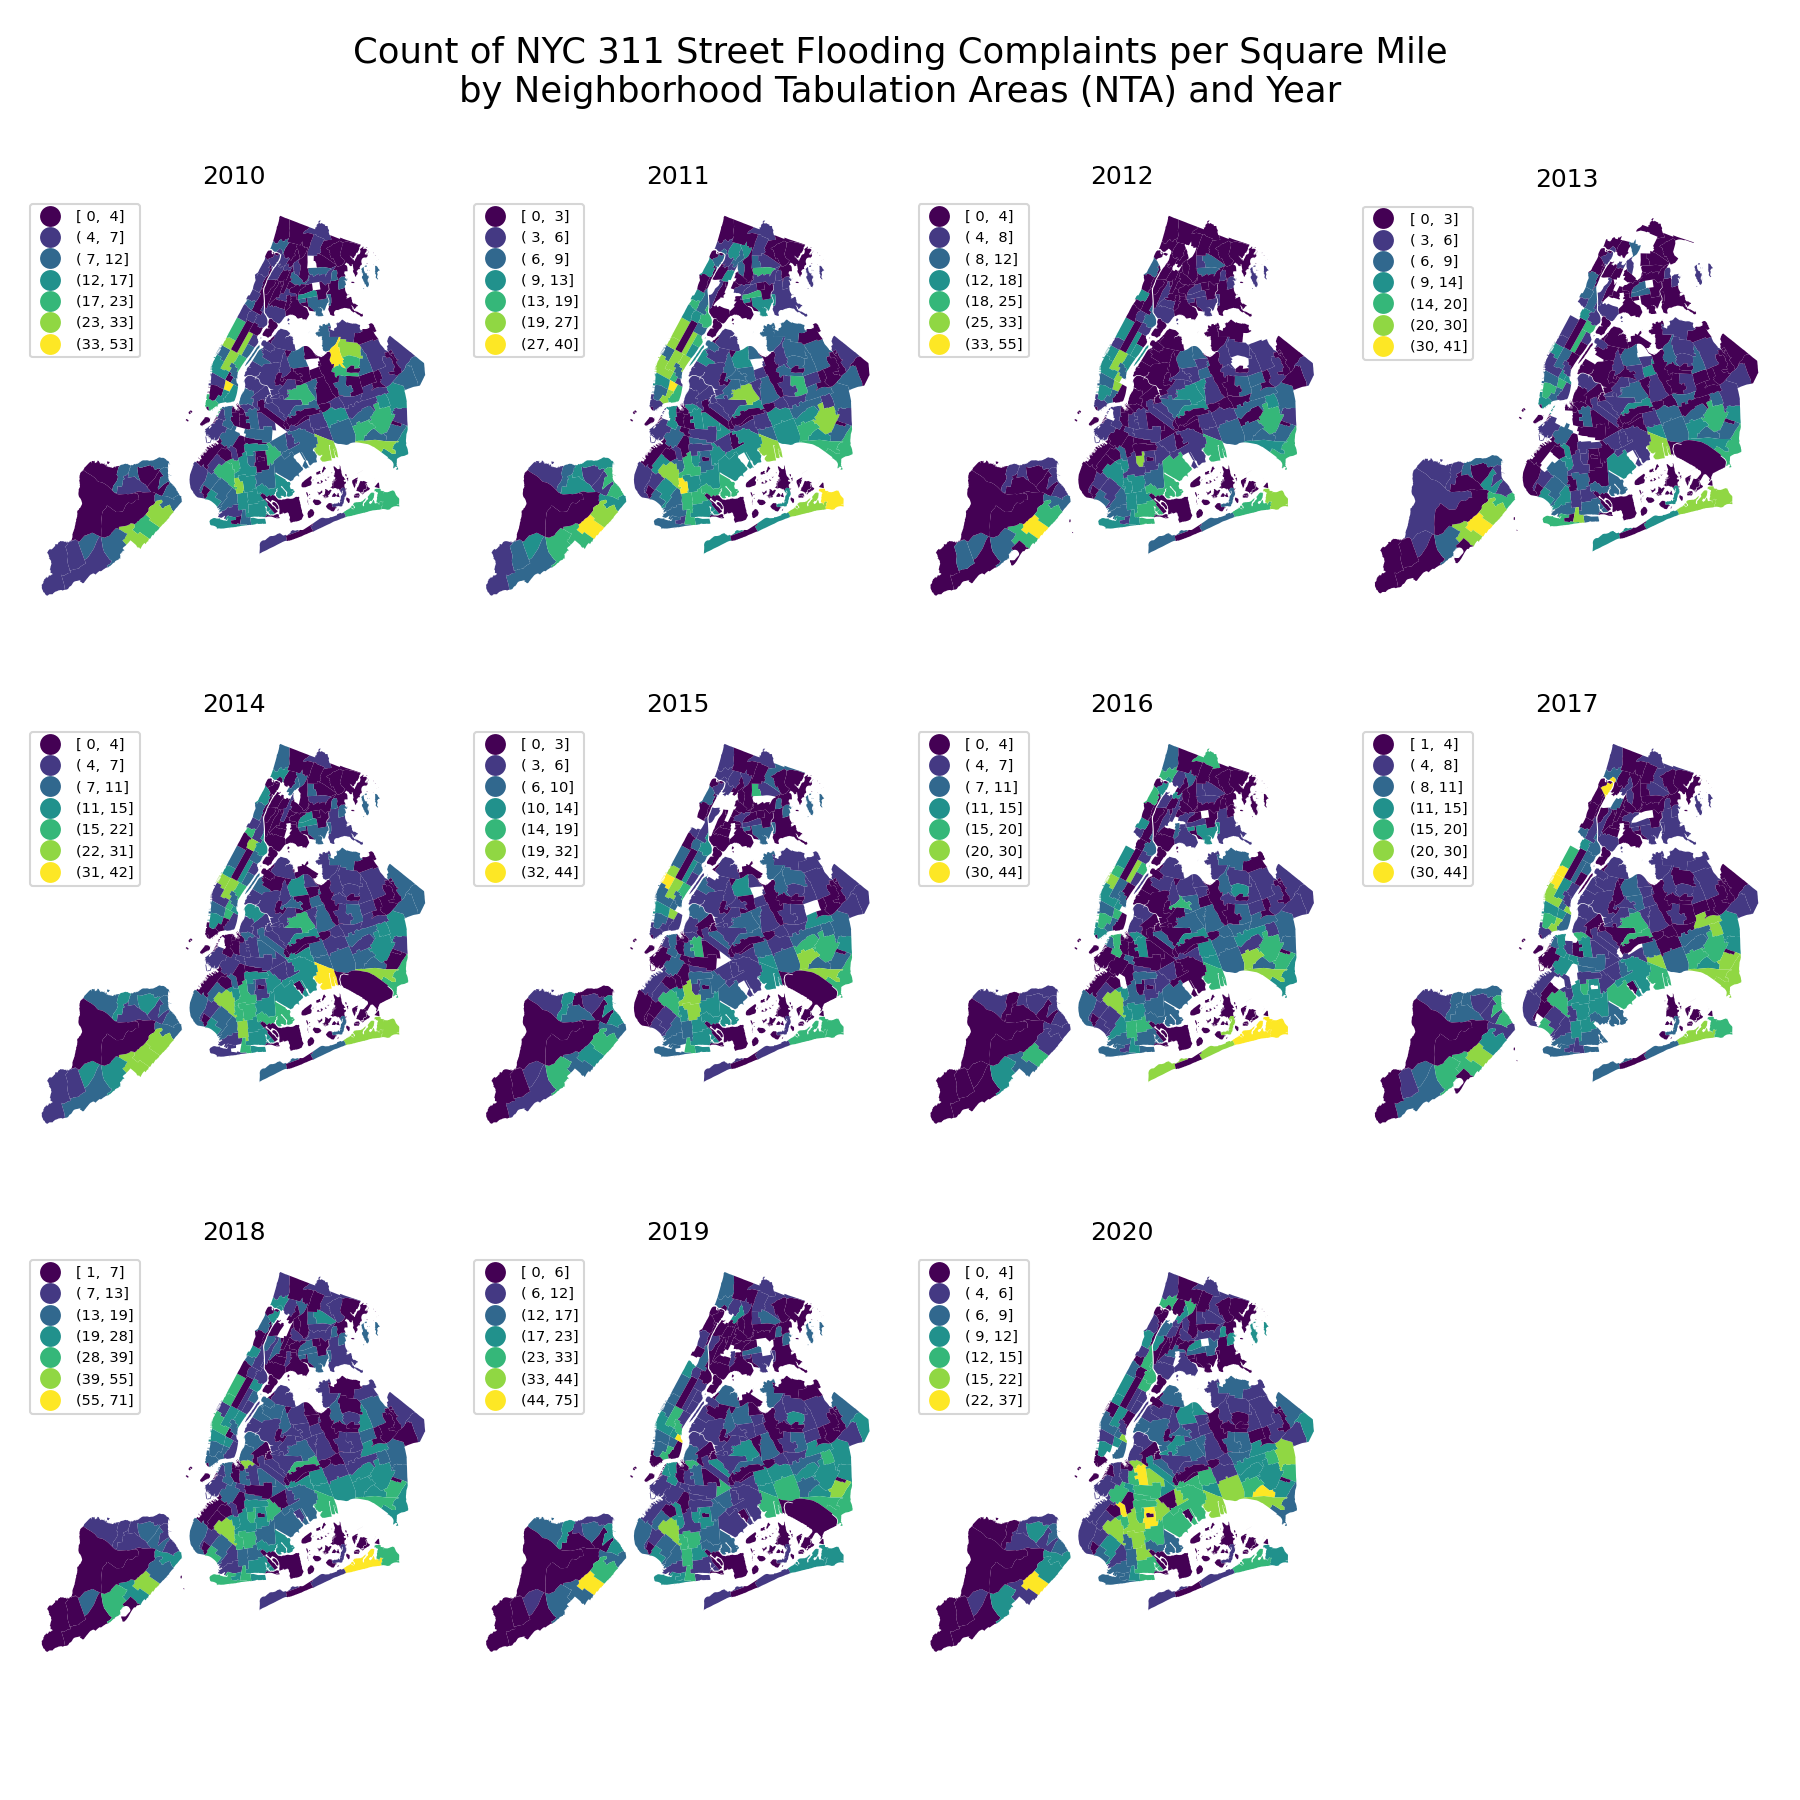 Count of NYC 311 Street Flooding Complaints per Square Mile
by Neighborhood Tabulation Areas (NTA) and Year
2010
[ 0,  4]
( 4,  7]
( 7, 12]
(12, 17]
(17, 23]
(23, 33]
(33, 53]
2011
[ 0,  3]
( 3,  6]
( 6,  9]
( 9, 13]
(13, 19]
(19, 27]
(27, 40]
2012
[ 0,  4]
( 4,  8]
( 8, 12]
(12, 18]
(18, 25]
(25, 33]
(33, 55]
2013
[ 0,  3]
( 3,  6]
( 6,  9]
( 9, 14]
(14, 20]
(20, 30]
(30, 41]
2014
[ 0,  4]
( 4,  7]
( 7, 11]
(11, 15]
(15, 22]
(22, 31]
(31, 42]
2015
[ 0,  3]
( 3,  6]
( 6, 10]
(10, 14]
(14, 19]
(19, 32]
(32, 44]
2016
[ 0,  4]
( 4,  7]
( 7, 11]
(11, 15]
(15, 20]
(20, 30]
(30, 44]
2017
[ 1,  4]
( 4,  8]
( 8, 11]
(11, 15]
(15, 20]
(20, 30]
(30, 44]
2018
[ 1,  7]
( 7, 13]
(13, 19]
(19, 28]
(28, 39]
(39, 55]
(55, 71]
2019
[ 0,  6]
( 6, 12]
(12, 17]
(17, 23]
(23, 33]
(33, 44]
(44, 75]
2020
[ 0,  4]
( 4,  6]
( 6,  9]
( 9, 12]
(12, 15]
(15, 22]
(22, 37]